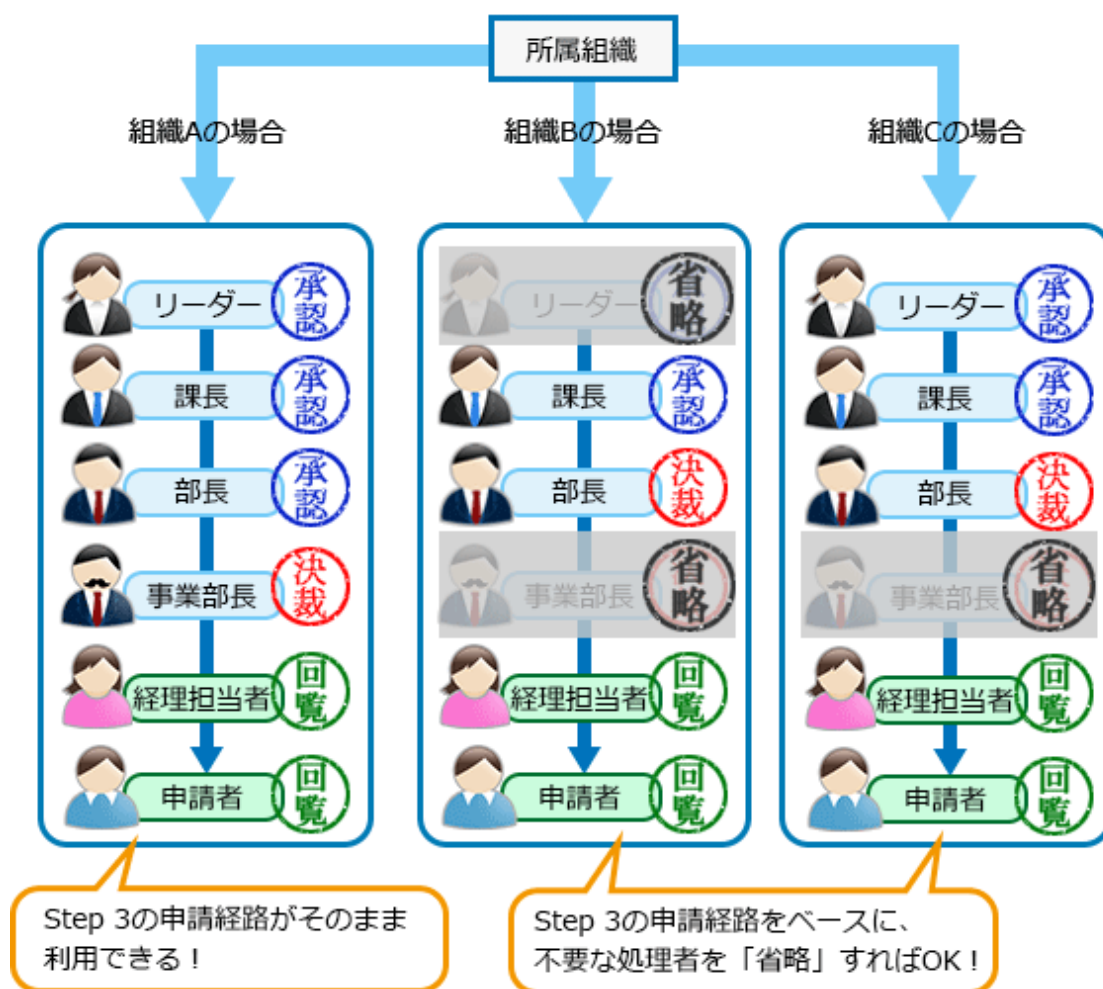 所属組織
組織Aの場合
組織Bの場合
組織Cの場合
リーダー
承認
課長
承認
部長
承認
事業部長
決裁
経理担当者
回覧
申請者
回覧
リーダー
省略
課長
承認
部長
決裁
事業部長
省略
経理担当者
回覧
申請者
回覧
リーダー
承認
課長
承認
部長
決裁
事業部長
省略
経理担当者
回覧
申請者
回覧
Step 3の申請経路がそのまま
利用できる！
Step 3の申請経路をベースに、
不要な処理者を「省略」すればOK！